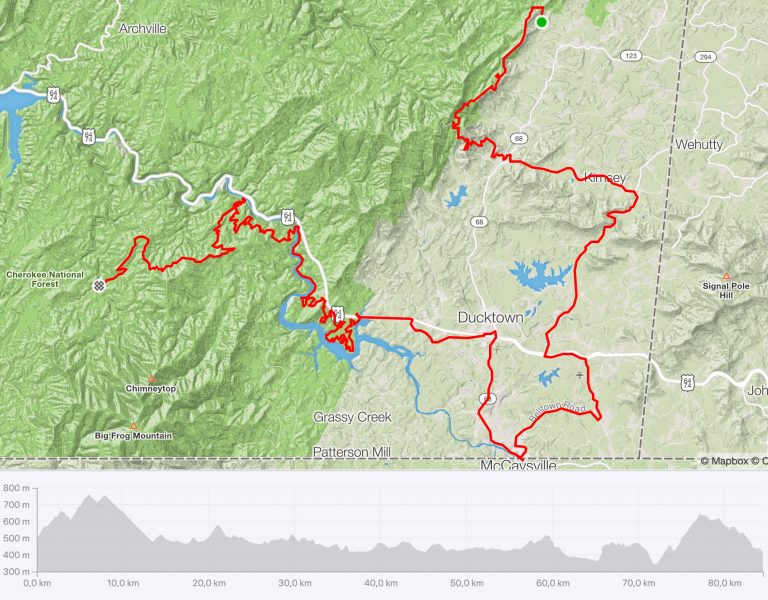 Archville
64
74
123
294
64
74
68
Wehutty
Kimsey
68
64
74
Cherokee National
Forest
Signal Pole
Hill
64
74
Ducktown
Chimneytop
64
74
Joh
68
Belltown Road
Grassy Creek
Big Frog Mountain
Patterson Mill
McCaysville
© Mapbox © O
800 m
700 m
600 m
500 m
400 m
300 m
0,0 km
10,0 km
20,0 km
30,0 km
40,0 km
50,0 km
60,0 km
70,0 km
80,0 km